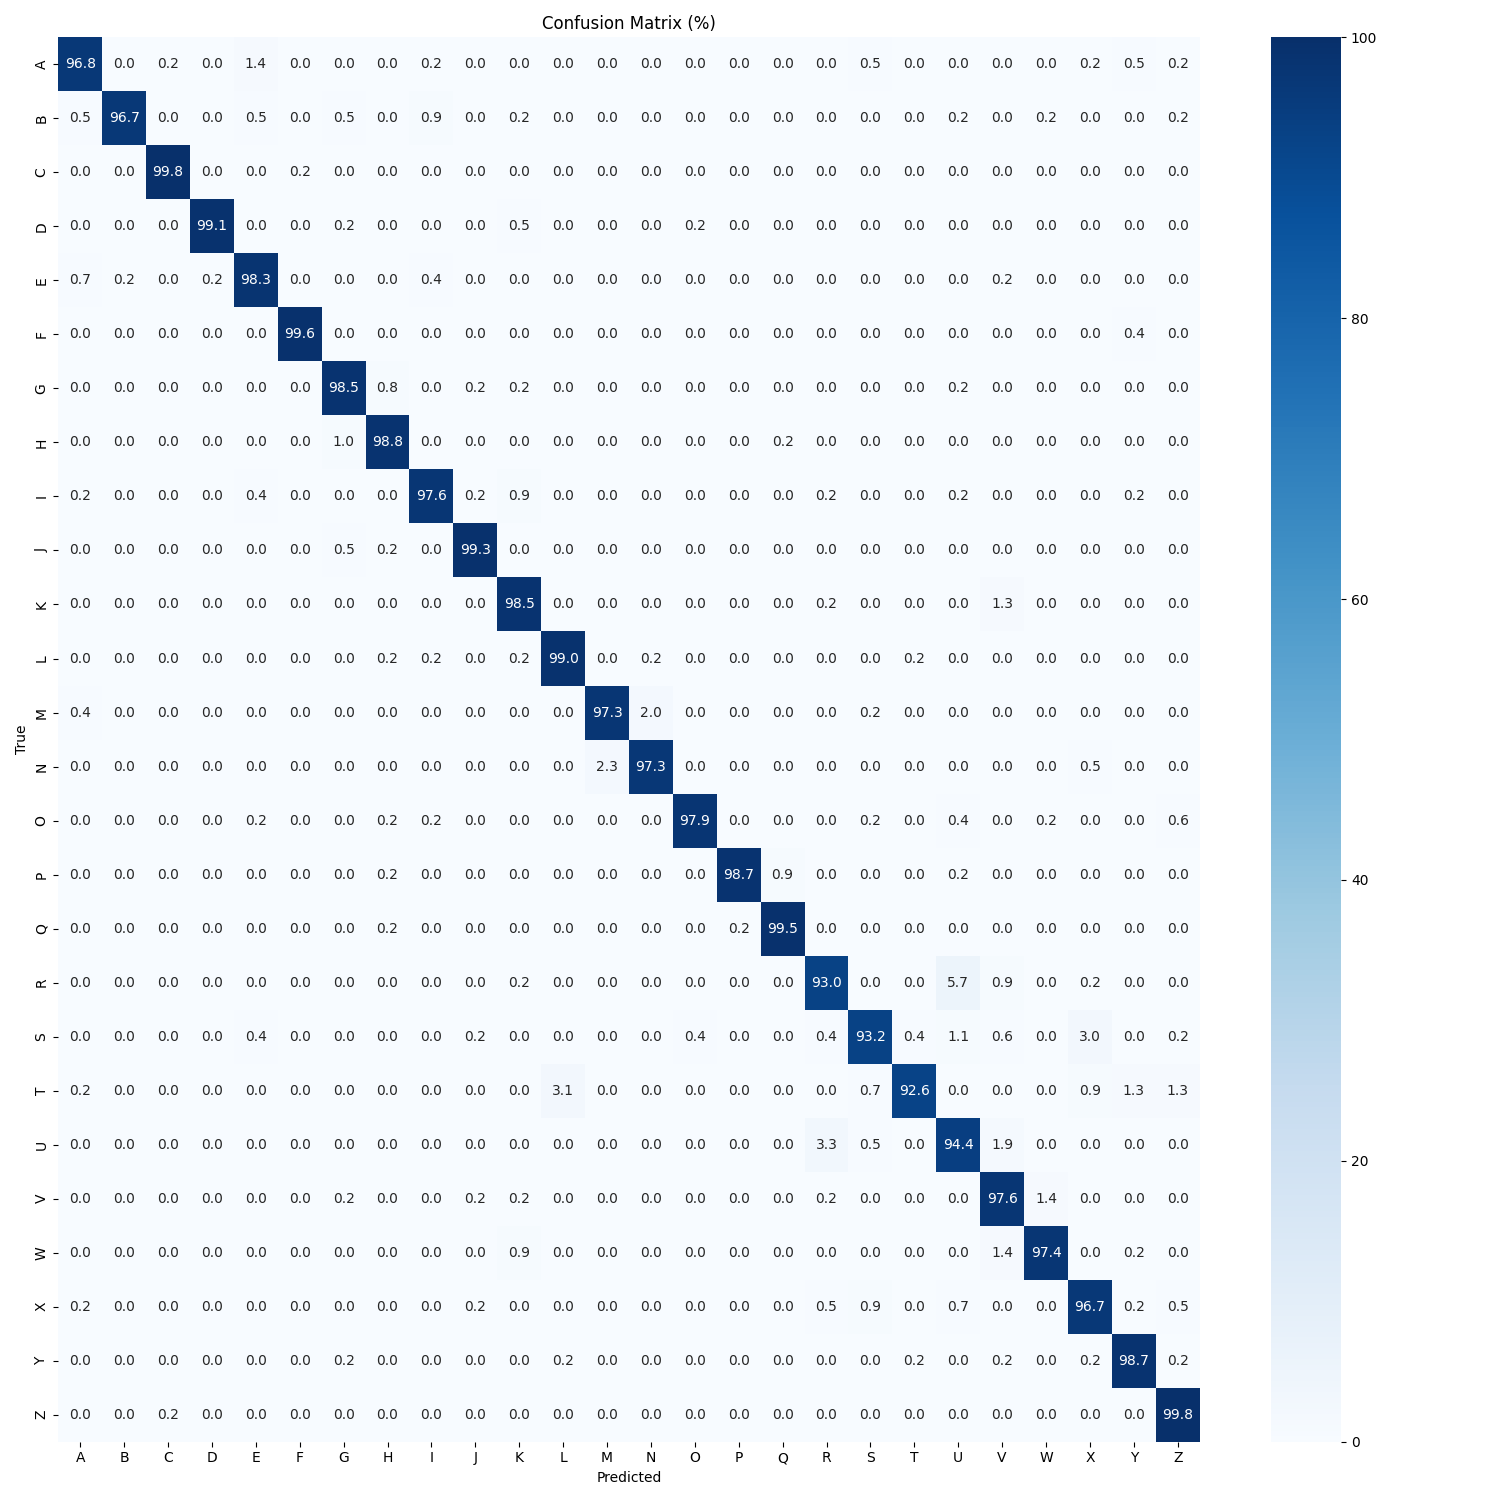 Confusion Matrix (%)
A 96.8 0.0 0.2 0.0 1.4 0.0 0.0 0.0 0.2 0.0 0.0 0.0 0.0 0.0 0.0 0.0 0.0 0.0 0.5 0.0 0.0 0.0 0.0 0.2 0.5 0.2
B 0.5 96.7 0.0 0.0 0.5 0.0 0.5 0.0 0.9 0.0 0.2 0.0 0.0 0.0 0.0 0.0 0.0 0.0 0.0 0.0 0.2 0.0 0.2 0.0 0.0 0.2
C 0.0 0.0 99.8 0.0 0.0 0.2 0.0 0.0 0.0 0.0 0.0 0.0 0.0 0.0 0.0 0.0 0.0 0.0 0.0 0.0 0.0 0.0 0.0 0.0 0.0 0.0
D 0.0 0.0 0.0 99.1 0.0 0.0 0.2 0.0 0.0 0.0 0.5 0.0 0.0 0.0 0.2 0.0 0.0 0.0 0.0 0.0 0.0 0.0 0.0 0.0 0.0 0.0
E 0.7 0.2 0.0 0.2 98.3 0.0 0.0 0.0 0.4 0.0 0.0 0.0 0.0 0.0 0.0 0.0 0.0 0.0 0.0 0.0 0.0 0.2 0.0 0.0 0.0 0.0
F 0.0 0.0 0.0 0.0 0.0 99.6 0.0 0.0 0.0 0.0 0.0 0.0 0.0 0.0 0.0 0.0 0.0 0.0 0.0 0.0 0.0 0.0 0.0 0.0 0.4 0.0
G 0.0 0.0 0.0 0.0 0.0 0.0 98.5 0.8 0.0 0.2 0.2 0.0 0.0 0.0 0.0 0.0 0.0 0.0 0.0 0.0 0.2 0.0 0.0 0.0 0.0 0.0
H 0.0 0.0 0.0 0.0 0.0 0.0 1.0 98.8 0.0 0.0 0.0 0.0 0.0 0.0 0.0 0.0 0.2 0.0 0.0 0.0 0.0 0.0 0.0 0.0 0.0 0.0
I 0.2 0.0 0.0 0.0 0.4 0.0 0.0 0.0 97.6 0.2 0.9 0.0 0.0 0.0 0.0 0.0 0.0 0.2 0.0 0.0 0.2 0.0 0.0 0.0 0.2 0.0
J 0.0 0.0 0.0 0.0 0.0 0.0 0.5 0.2 0.0 99.3 0.0 0.0 0.0 0.0 0.0 0.0 0.0 0.0 0.0 0.0 0.0 0.0 0.0 0.0 0.0 0.0
K 0.0 0.0 0.0 0.0 0.0 0.0 0.0 0.0 0.0 0.0 98.5 0.0 0.0 0.0 0.0 0.0 0.0 0.2 0.0 0.0 0.0 1.3 0.0 0.0 0.0 0.0
L 0.0 0.0 0.0 0.0 0.0 0.0 0.0 0.2 0.2 0.0 0.2 99.0 0.0 0.2 0.0 0.0 0.0 0.0 0.0 0.2 0.0 0.0 0.0 0.0 0.0 0.0
M 0.4 0.0 0.0 0.0 0.0 0.0 0.0 0.0 0.0 0.0 0.0 0.0 97.3 2.0 0.0 0.0 0.0 0.0 0.2 0.0 0.0 0.0 0.0 0.0 0.0 0.0
N 0.0 0.0 0.0 0.0 0.0 0.0 0.0 0.0 0.0 0.0 0.0 0.0 2.3 97.3 0.0 0.0 0.0 0.0 0.0 0.0 0.0 0.0 0.0 0.5 0.0 0.0
O 0.0 0.0 0.0 0.0 0.2 0.0 0.0 0.2 0.2 0.0 0.0 0.0 0.0 0.0 97.9 0.0 0.0 0.0 0.2 0.0 0.4 0.0 0.2 0.0 0.0 0.6
P 0.0 0.0 0.0 0.0 0.0 0.0 0.0 0.2 0.0 0.0 0.0 0.0 0.0 0.0 0.0 98.7 0.9 0.0 0.0 0.0 0.2 0.0 0.0 0.0 0.0 0.0
Q 0.0 0.0 0.0 0.0 0.0 0.0 0.0 0.2 0.0 0.0 0.0 0.0 0.0 0.0 0.0 0.2 99.5 0.0 0.0 0.0 0.0 0.0 0.0 0.0 0.0 0.0
R 0.0 0.0 0.0 0.0 0.0 0.0 0.0 0.0 0.0 0.0 0.2 0.0 0.0 0.0 0.0 0.0 0.0 93.0 0.0 0.0 5.7 0.9 0.0 0.2 0.0 0.0
S 0.0 0.0 0.0 0.0 0.4 0.0 0.0 0.0 0.0 0.2 0.0 0.0 0.0 0.0 0.4 0.0 0.0 0.4 93.2 0.4 1.1 0.6 0.0 3.0 0.0 0.2
T 0.2 0.0 0.0 0.0 0.0 0.0 0.0 0.0 0.0 0.0 0.0 3.1 0.0 0.0 0.0 0.0 0.0 0.0 0.7 92.6 0.0 0.0 0.0 0.9 1.3 1.3
U 0.0 0.0 0.0 0.0 0.0 0.0 0.0 0.0 0.0 0.0 0.0 0.0 0.0 0.0 0.0 0.0 0.0 3.3 0.5 0.0 94.4 1.9 0.0 0.0 0.0 0.0
V 0.0 0.0 0.0 0.0 0.0 0.0 0.2 0.0 0.0 0.2 0.2 0.0 0.0 0.0 0.0 0.0 0.0 0.2 0.0 0.0 0.0 97.6 1.4 0.0 0.0 0.0
W 0.0 0.0 0.0 0.0 0.0 0.0 0.0 0.0 0.0 0.0 0.9 0.0 0.0 0.0 0.0 0.0 0.0 0.0 0.0 0.0 0.0 1.4 97.4 0.0 0.2 0.0
X 0.2 0.0 0.0 0.0 0.0 0.0 0.0 0.0 0.0 0.2 0.0 0.0 0.0 0.0 0.0 0.0 0.0 0.5 0.9 0.0 0.7 0.0 0.0 96.7 0.2 0.5
Y 0.0 0.0 0.0 0.0 0.0 0.0 0.2 0.0 0.0 0.0 0.0 0.2 0.0 0.0 0.0 0.0 0.0 0.0 0.0 0.2 0.0 0.2 0.0 0.2 98.7 0.2
Z 0.0 0.0 0.2 0.0 0.0 0.0 0.0 0.0 0.0 0.0 0.0 0.0 0.0 0.0 0.0 0.0 0.0 0.0 0.0 0.0 0.0 0.0 0.0 0.0 0.0 99.8
A B C D E F G H I J K L M N O P Q R S T U V W X Y Z
Predicted
True
100
80
60
40
20
0